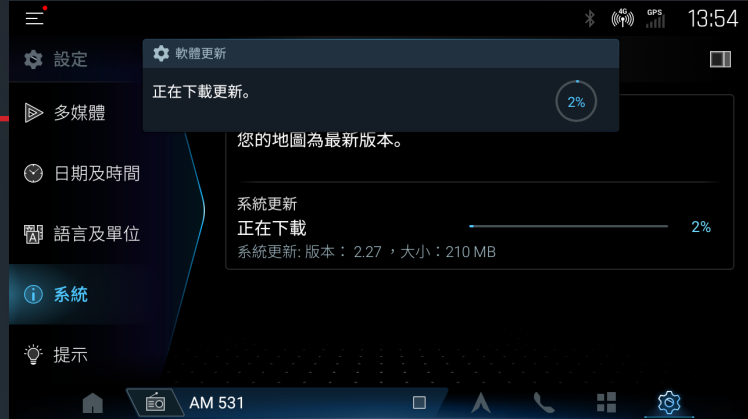 4G
GPS
13:54
設定
軟體更新
正在下載更新。
2%
多媒體
您的地圖為最新版本。
日期及時間
系統更新
正在下載
2%
系統更新: 版本： 2.27 ，大小：210 MB
語言及單位
系統
提示
AM 531